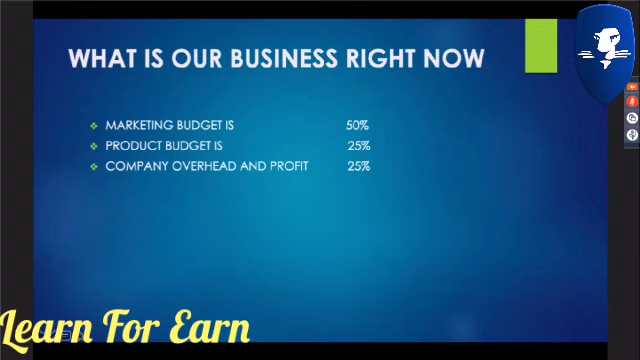 WHAT IS OUR BUSINESS RIGHT NOW
MARKETING BUDGET IS 50%
PRODUCT BUDGET IS 25%
COMPANY OVERHEAD AND PROFIT 25%
Learn For Earn